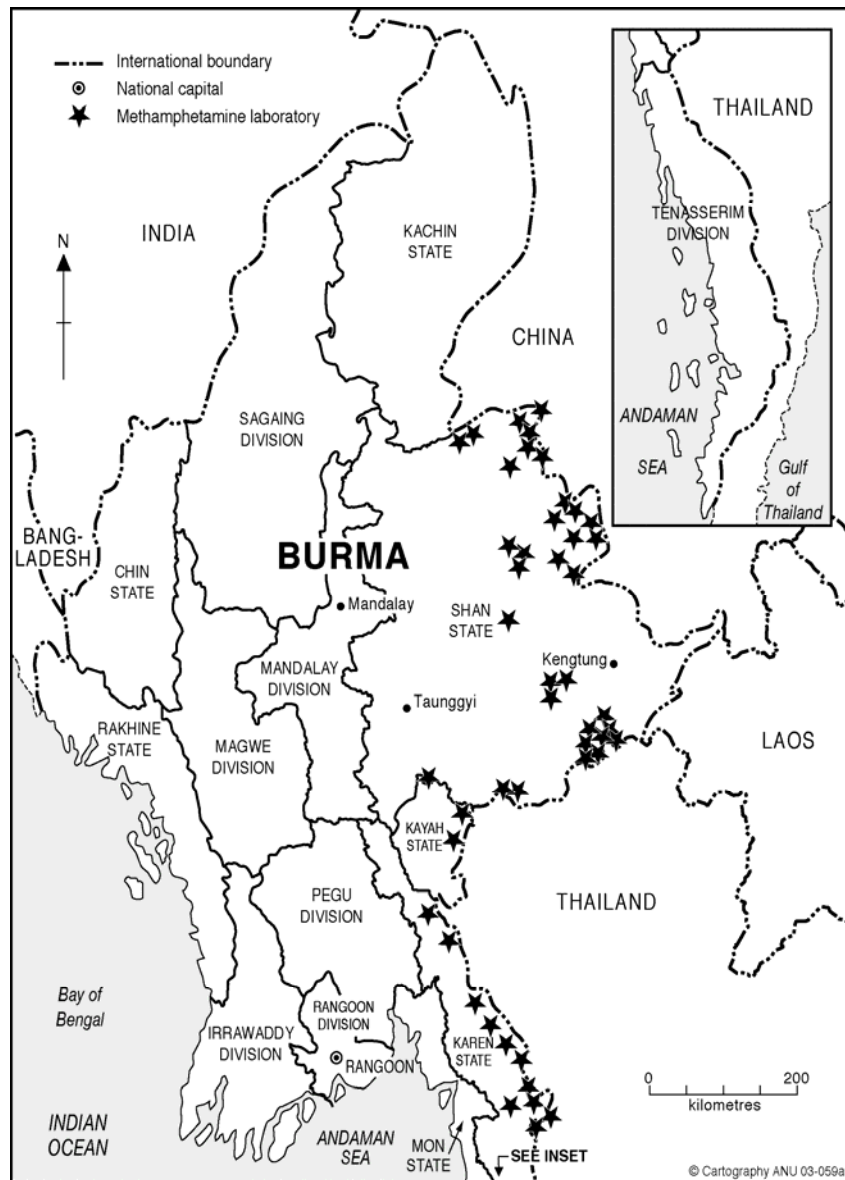 International boundary
National capital
Methamphetamine laboratory
THAILAND
TENASSERIM
DIVISION
ANDAMAN
SEA
Gulf
of
Thailand
N
INDIA
KACHIN
STATE
CHINA
SAGAING
DIVISION
BANG-
LADESH
CHIN
STATE
BURMA
Mandalay
SHAN
STATE
Kengtung
MANDALAY
DIVISION
Taunggyi
RAKHINE
STATE
MAGWE
DIVISION
LAOS
KAYAH
STATE
PEGU
DIVISION
THAILAND
Bay of
Bengal
RANGOON
DIVISION
IRRAWADDY
DIVISION
RANGOON
KAREN
STATE
0 200
kilometres
INDIAN
OCEAN
ANDAMAN
SEA
MON
STATE
SEE INSET
© Cartography ANU 03-059a